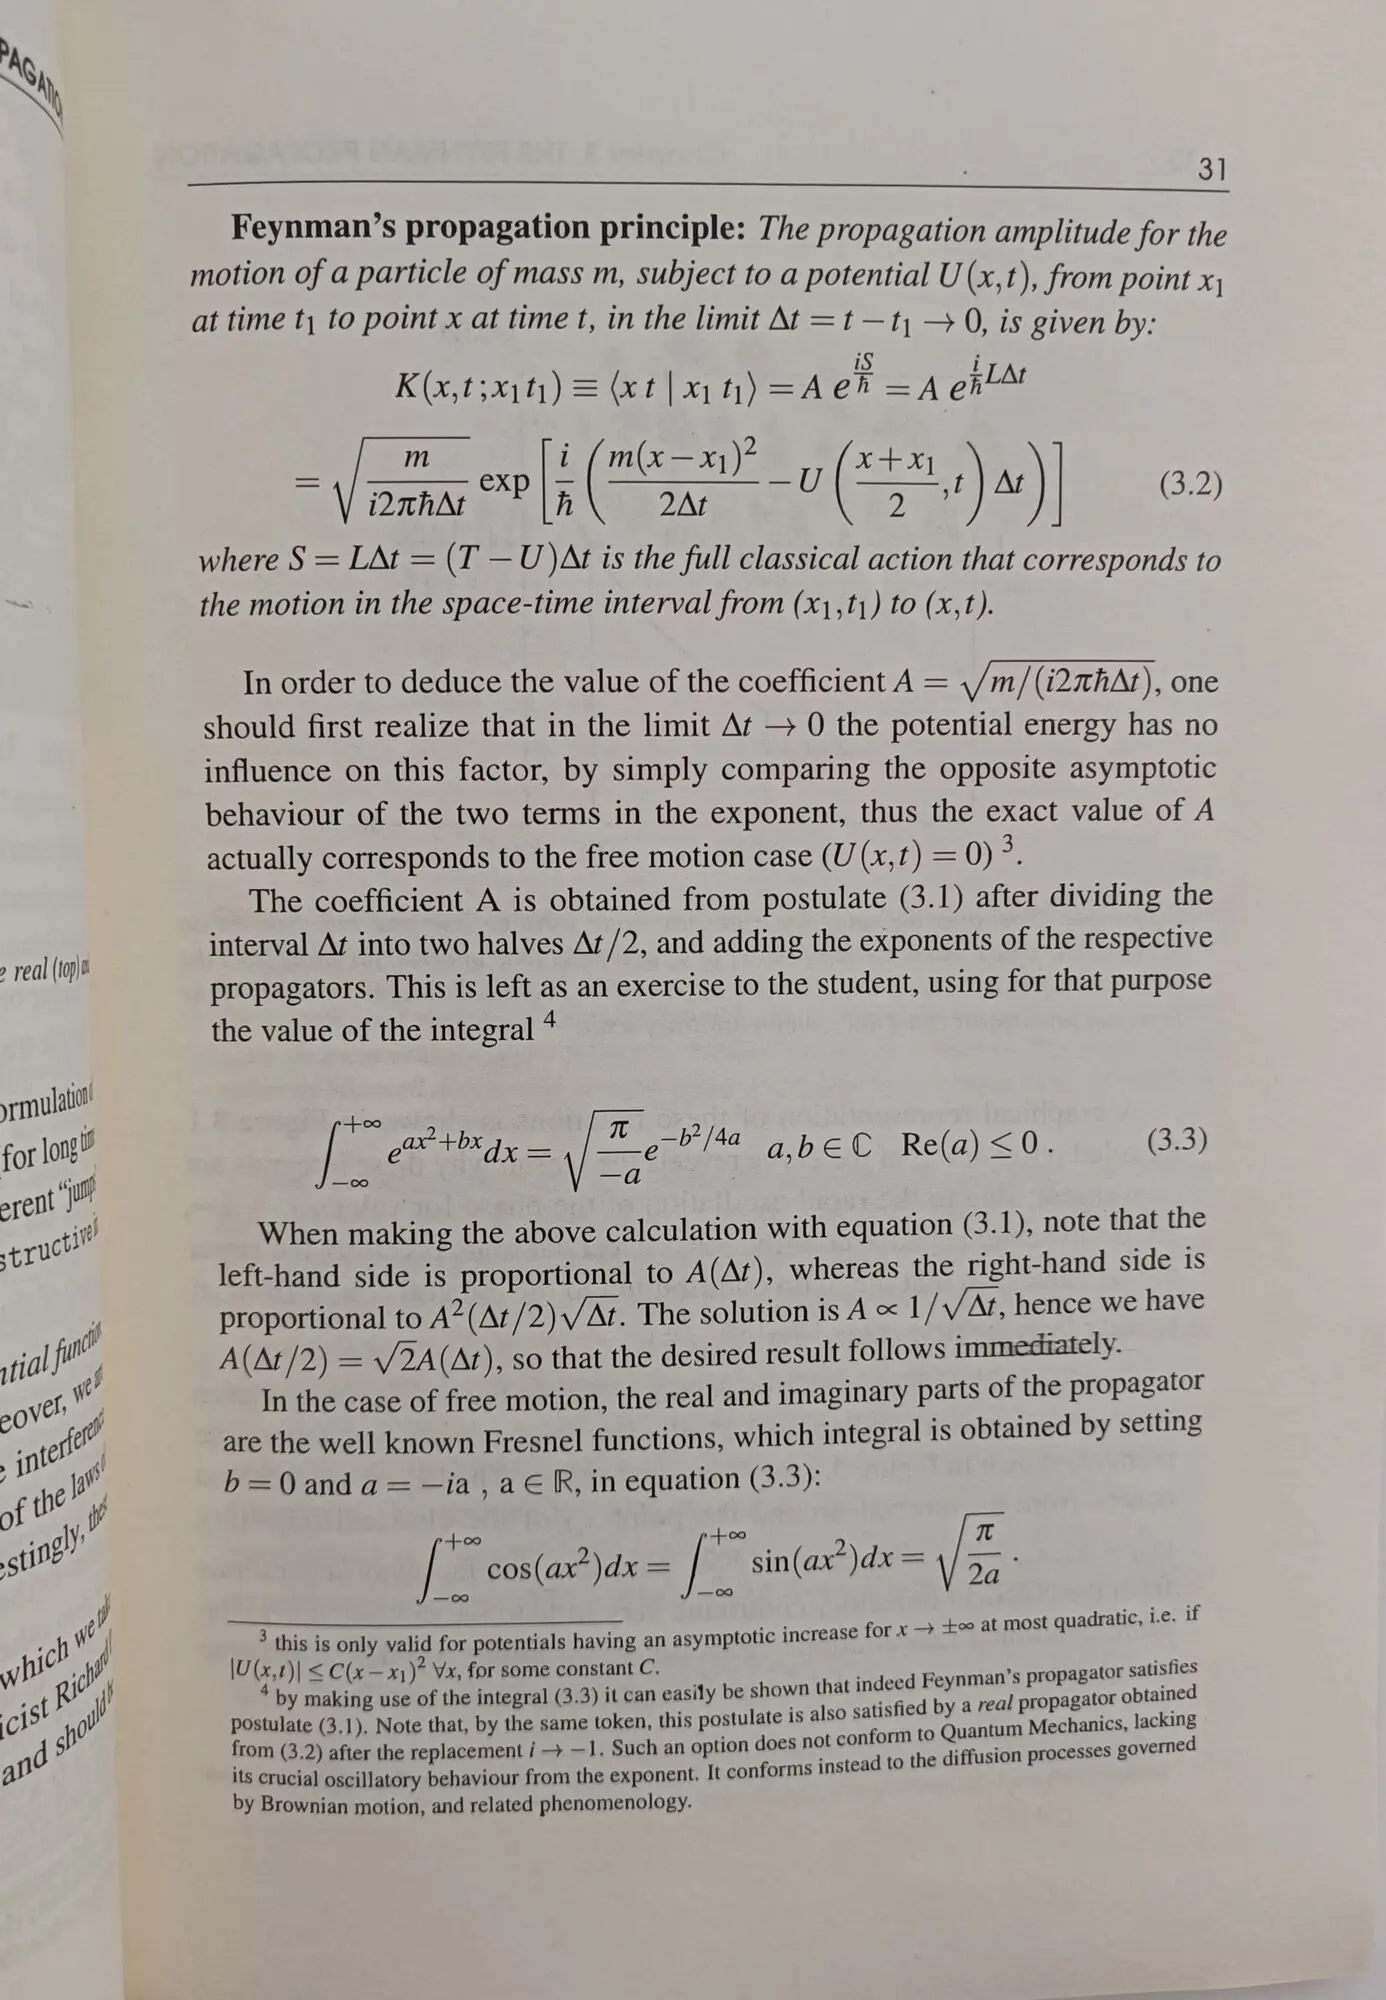 PAGATIO
31
Feynman's propagation principle: The propagation amplitude for the
motion of a particle of mass m, subject to a potential U(x,t), from point x₁
at time t₁ to point x at time t, in the limit Δt = t − t₁ → 0, is given by:
K(x,t;x₁t₁) ≡ ⟨x t | x₁ t₁⟩ = A e^{iS/ħ} = A e^{(i/ħ)LΔt}
= √(m/(i2πħΔt)) exp[(i/ħ)(m(x−x₁)²/(2Δt) − U((x+x₁)/2,t)Δt)] (3.2)
where S = LΔt = (T − U)Δt is the full classical action that corresponds to
the motion in the space-time interval from (x₁,t₁) to (x,t).
In order to deduce the value of the coefficient A = √(m/(i2πħΔt)), one
should first realize that in the limit Δt → 0 the potential energy has no
influence on this factor, by simply comparing the opposite asymptotic
behaviour of the two terms in the exponent, thus the exact value of A
actually corresponds to the free motion case (U(x,t) = 0) ³.
The coefficient A is obtained from postulate (3.1) after dividing the
interval Δt into two halves Δt/2, and adding the exponents of the respective
propagators. This is left as an exercise to the student, using for that purpose
the value of the integral ⁴
∫_{−∞}^{+∞} e^{ax²+bx}dx = √(π/−a) e^{−b²/4a} a,b ∈ ℂ Re(a) ≤ 0 . (3.3)
When making the above calculation with equation (3.1), note that the
left-hand side is proportional to A(Δt), whereas the right-hand side is
proportional to A²(Δt/2)√Δt. The solution is A ∝ 1/√Δt, hence we have
A(Δt/2) = √2A(Δt), so that the desired result follows immediately.
In the case of free motion, the real and imaginary parts of the propagator
are the well known Fresnel functions, which integral is obtained by setting
b = 0 and a = −ia , a ∈ ℝ, in equation (3.3):
∫_{−∞}^{+∞} cos(ax²)dx = ∫_{−∞}^{+∞} sin(ax²)dx = √(π/2a) .
³ this is only valid for potentials having an asymptotic increase for x → ±∞ at most quadratic, i.e. if
|U(x,t)| ≤ C(x − x₁)² ∀x, for some constant C.
⁴ by making use of the integral (3.3) it can easily be shown that indeed Feynman's propagator satisfies
postulate (3.1). Note that, by the same token, this postulate is also satisfied by a real propagator obtained
from (3.2) after the replacement i → −1. Such an option does not conform to Quantum Mechanics, lacking
its crucial oscillatory behaviour from the exponent. It conforms instead to the diffusion processes governed
by Brownian motion, and related phenomenology.
real (top)
for long
structive
interferenc
of the laws
which we
and should